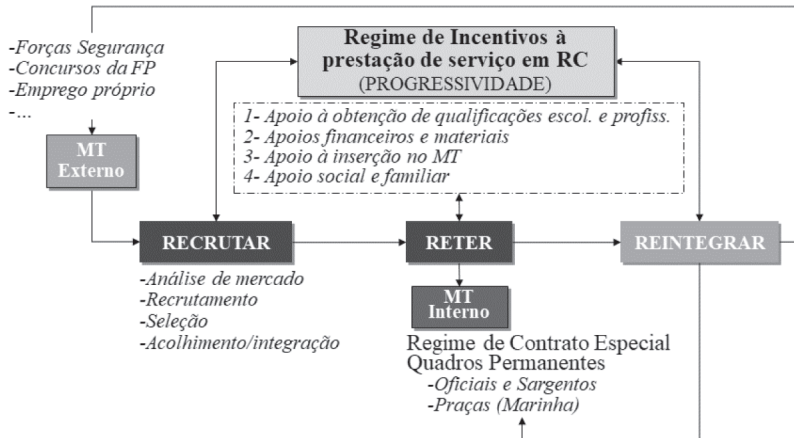 Regime de Incentivos à
prestação de serviço em RC
(PROGRESSIVIDADE)
-Forças Segurança
-Concursos da FP
-Emprego próprio
-...
MT
Externo
1- Apoio à obtenção de qualificações escol. e profiss.
2- Apoios financeiros e materiais
3- Apoio à inserção no MT
4- Apoio social e familiar
RECRUTAR
RETER
REINTEGRAR
-Análise de mercado
-Recrutamento
-Seleção
-Acolhimento/integração
MT
Interno
Regime de Contrato Especial
Quadros Permanentes
-Oficiais e Sargentos
-Praças (Marinha)